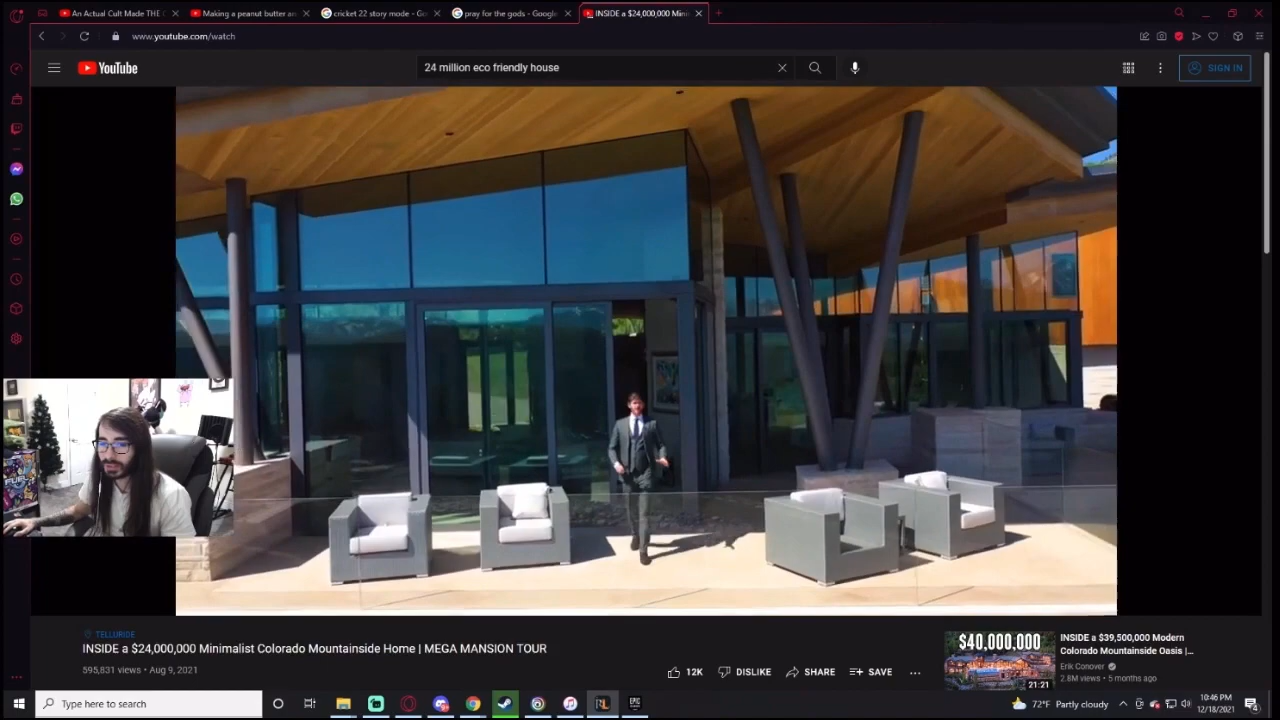 An Actual Cult Made THE
Making a peanut butter an
cricket 22 story mode - Go
pray for the gods - Google
INSIDE a $24,000,000 Mini
www.youtube.com/watch
YouTube
24 million eco friendly house
SIGN IN
TELLURIDE
INSIDE a $24,000,000 Minimalist Colorado Mountainside Home | MEGA MANSION TOUR
595,831 views • Aug 9, 2021
12K
DISLIKE
SHARE
SAVE
$40,000,000
21:21
INSIDE a $39,500,000 Modern
Colorado Mountainside Oasis |...
Erik Conover
2.8M views • 5 months ago
Type here to search
72°F Partly cloudy
10:46 PM
12/18/2021